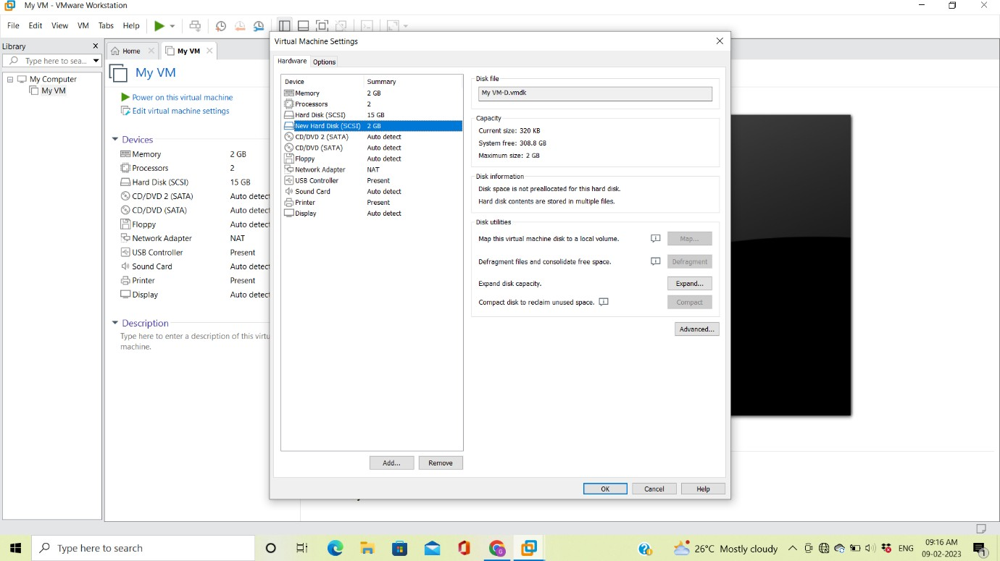 My VM - VMware Workstation
File Edit View VM Tabs Help
Library
Type here to sea...
My Computer
My VM
Home
My VM
My VM
Power on this virtual machine
Edit virtual machine settings
Devices
Memory 2 GB
Processors 2
Hard Disk (SCSI) 15 GB
CD/DVD 2 (SATA) Auto detect
CD/DVD (SATA) Auto detect
Floppy Auto detect
Network Adapter NAT
USB Controller Present
Sound Card Auto detect
Printer Present
Display Auto detect
Description
Type here to enter a description of this virtu
machine.
Virtual Machine Settings
Hardware Options
Device Summary
Memory 2 GB
Processors 2
Hard Disk (SCSI) 15 GB
New Hard Disk (SCSI) 2 GB
CD/DVD 2 (SATA) Auto detect
CD/DVD (SATA) Auto detect
Floppy Auto detect
Network Adapter NAT
USB Controller Present
Sound Card Auto detect
Printer Present
Display Auto detect
Add... Remove
Disk file
My VM-D.vmdk
Capacity
Current size: 320 KB
System free: 308.8 GB
Maximum size: 2 GB
Disk information
Disk space is not preallocated for this hard disk.
Hard disk contents are stored in multiple files.
Disk utilities
Map this virtual machine disk to a local volume. Map...
Defragment files and consolidate free space. Defragment
Expand disk capacity. Expand...
Compact disk to reclaim unused space. Compact
Advanced...
OK Cancel Help
Type here to search
26°C Mostly cloudy
ENG
09:16 AM
09-02-2023
1